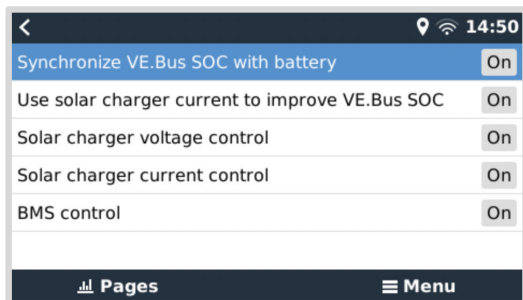 14:50
Synchronize VE.Bus SOC with battery On
Use solar charger current to improve VE.Bus SOC On
Solar charger voltage control On
Solar charger current control On
BMS control On
Pages Menu